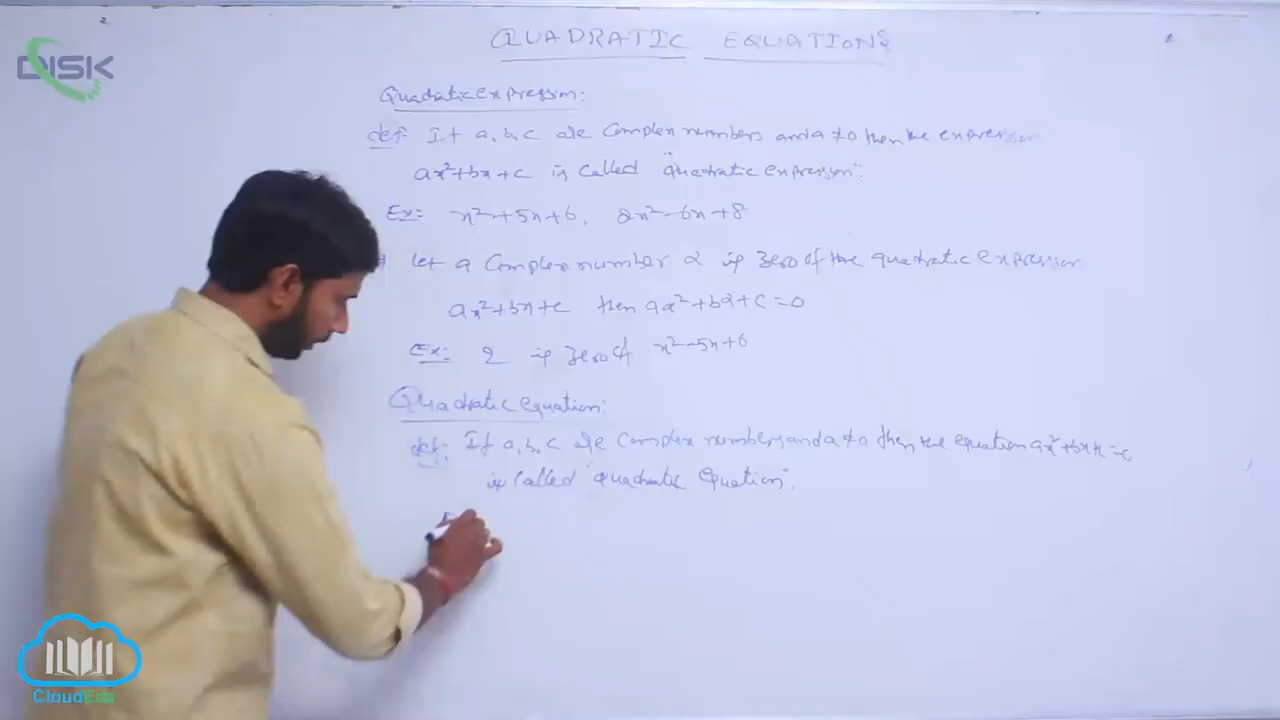 DISK
QUADRATIC EQUATIONS
Quadratic expression:
def: If a, b, c are complex numbers and a≠0 then the expression
ax²+bx+c is called "quadratic expression".
Ex: x²+5x+6, 2x²-6x+8
let a complex number α is zero of the quadratic expression
ax²+bx+c then aα²+bα+c=0
Ex: 2 is zero of x²-5x+6
Quadratic equation:
def: If a, b, c are complex numbers and a≠0 then the equation
is called "quadratic equation".
CloudEdz